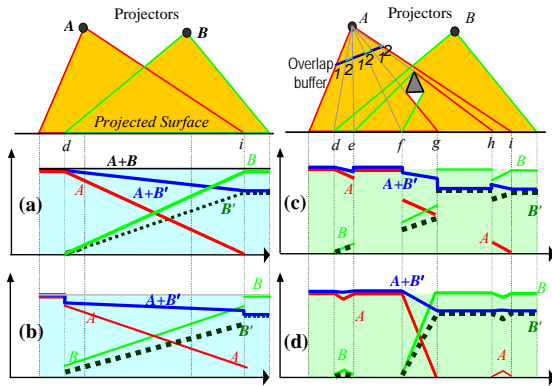 Projectors
A
B
Projected Surface
d
i
A+B
A
A+B'
B
B'
(a)
A
A+B'
B
B'
B
(b)
Projectors
A
B
Overlap
buffer
1 2 1 2 1 2
d e f g h i
A
A+B'
B
B
B'
A
(c)
A+B'
B
A
B
B'
A
(d)